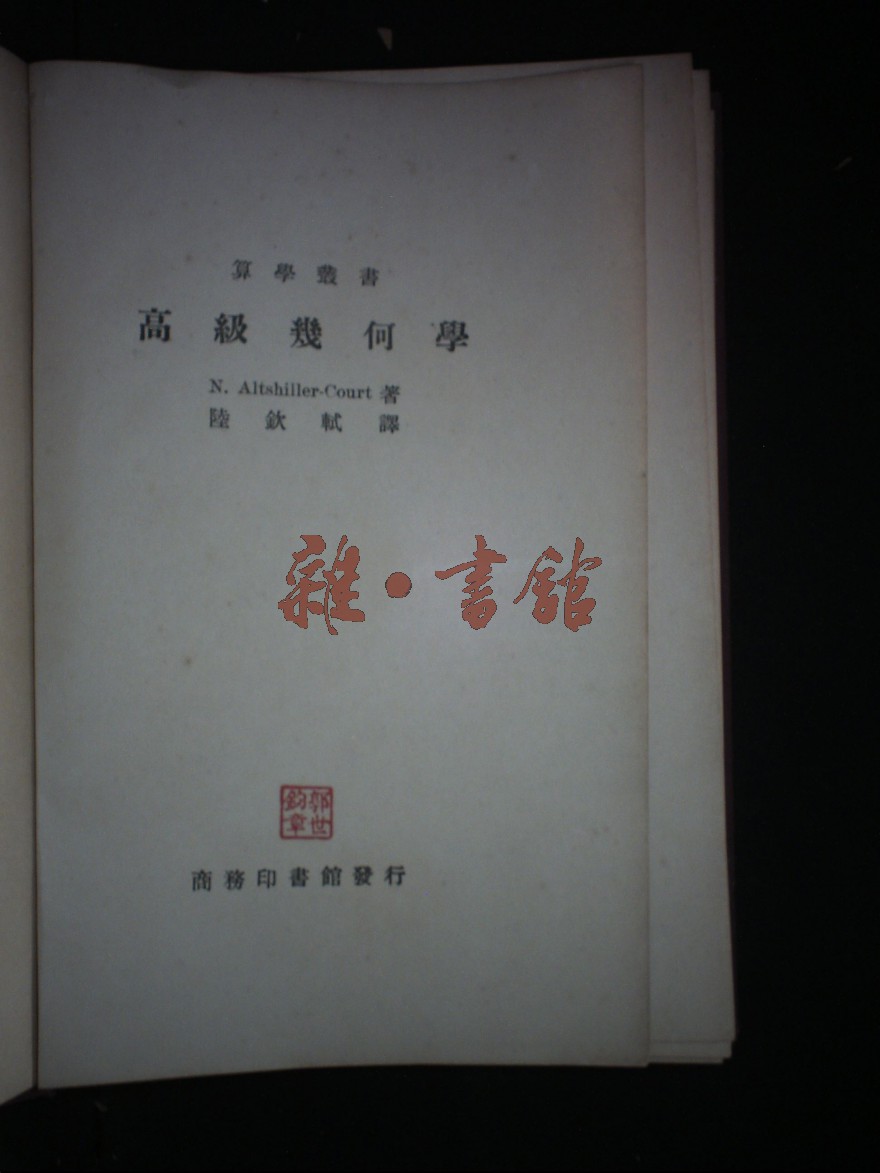 算學叢書
高級幾何學
N. Altshiller-Court 著
陸欽軾譯
雜·書館
郭世
鈞章
商務印書館發行